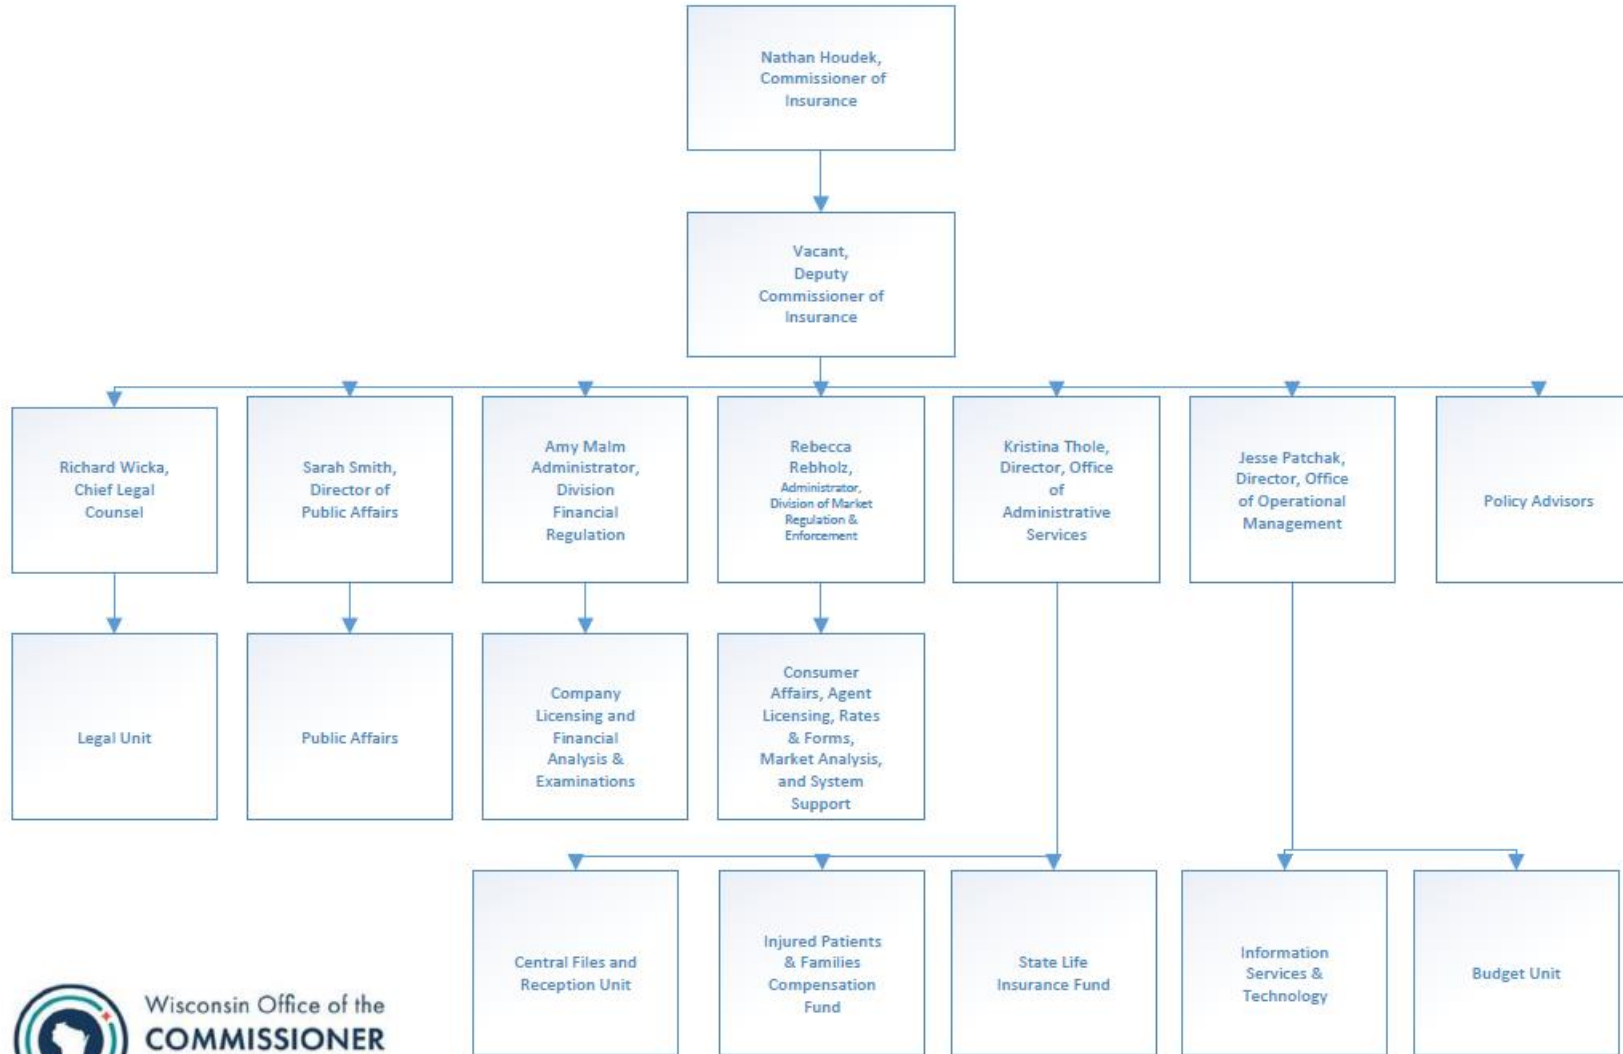 Nathan Houdek,
Commissioner of
Insurance
Vacant,
Deputy
Commissioner of
Insurance
Richard Wicka,
Chief Legal
Counsel
Sarah Smith,
Director of
Public Affairs
Amy Malm
Administrator,
Division
Financial
Regulation
Rebecca
Rebholz,
Administrator,
Division of Market
Regulation &
Enforcement
Kristina Thole,
Director, Office
of
Administrative
Services
Jesse Patchak,
Director, Office
of Operational
Management
Policy Advisors
Legal Unit
Public Affairs
Company
Licensing and
Financial
Analysis &
Examinations
Consumer
Affairs, Agent
Licensing, Rates
& Forms,
Market Analysis,
and System
Support
Central Files and
Reception Unit
Injured Patients
& Families
Compensation
Fund
State Life
Insurance Fund
Information
Services &
Technology
Budget Unit
Wisconsin Office of the
COMMISSIONER